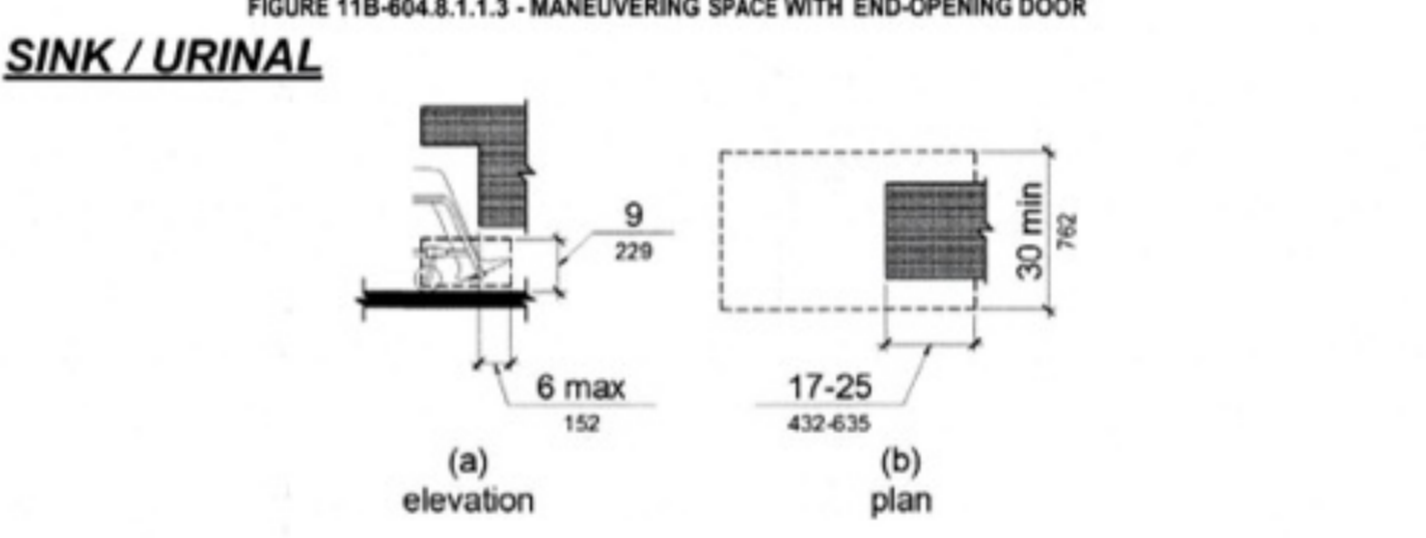 FIGURE 11B-604.8.1.1.3 - MANEUVERING SPACE WITH END-OPENING DOOR
SINK / URINAL
9
229
6 max
152
(a)
elevation
30 min
762
17-25
432-635
(b)
plan